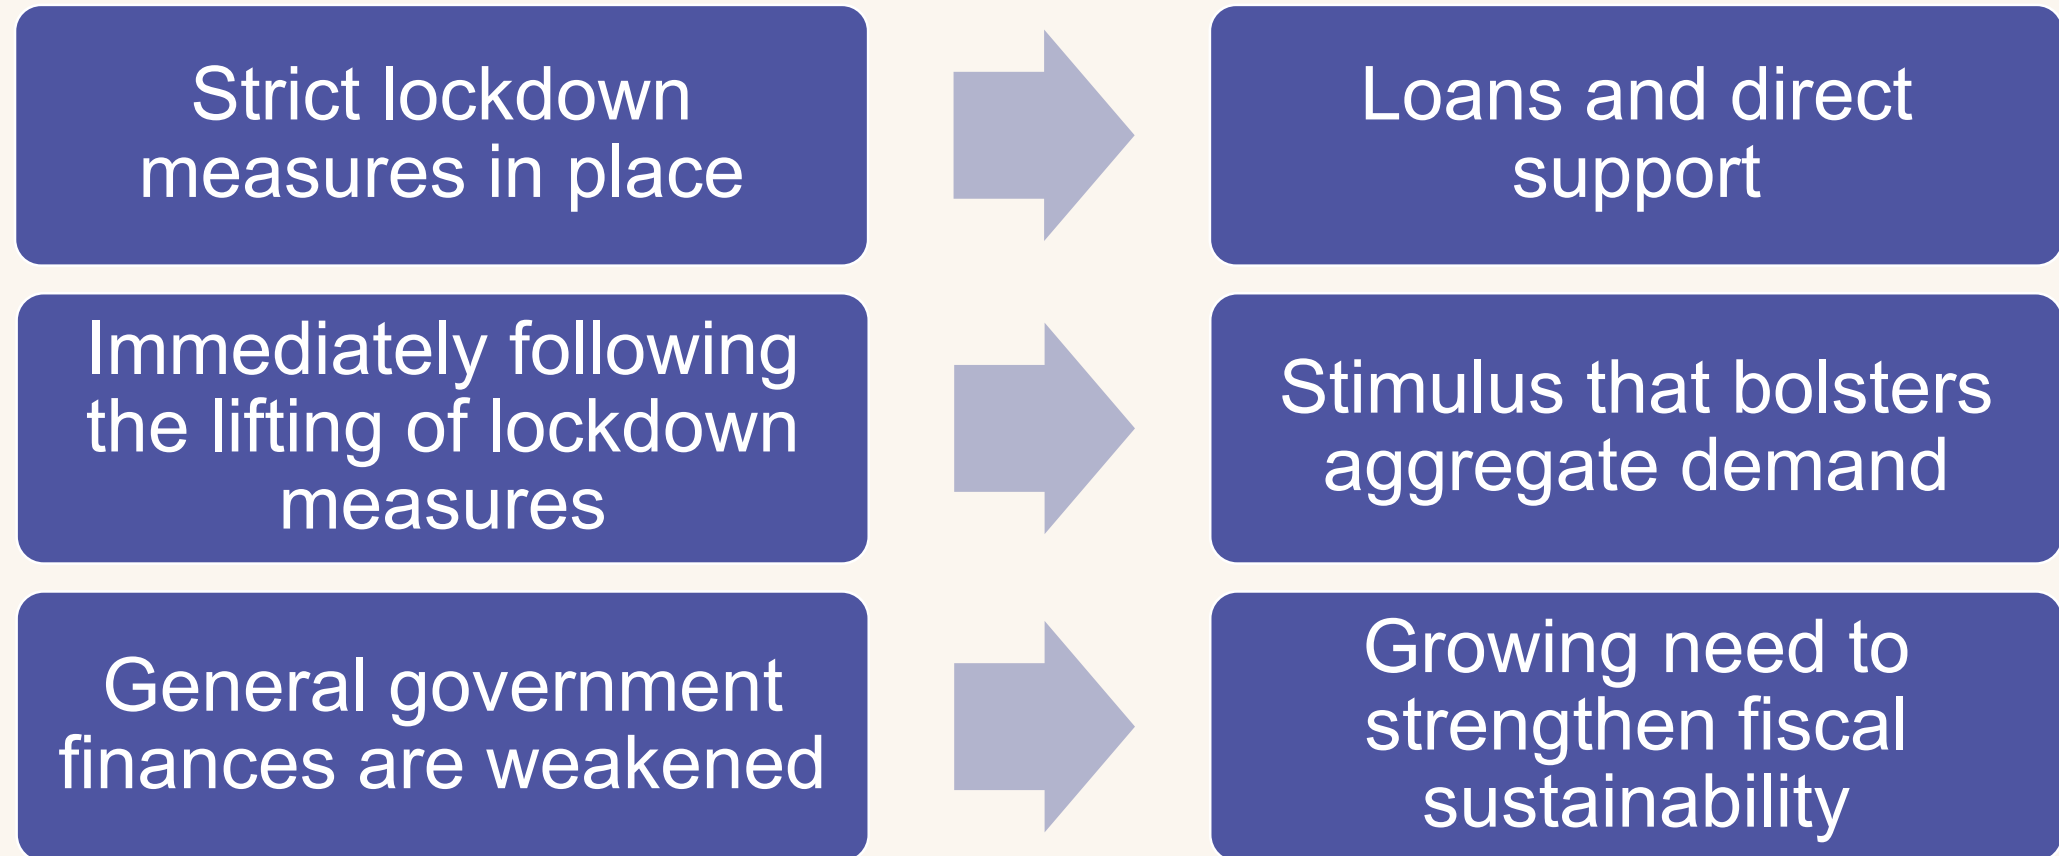 Strict lockdown
measures in place
Loans and direct
support
Immediately following
the lifting of lockdown
measures
Stimulus that bolsters
aggregate demand
General government
finances are weakened
Growing need to
strengthen fiscal
sustainability